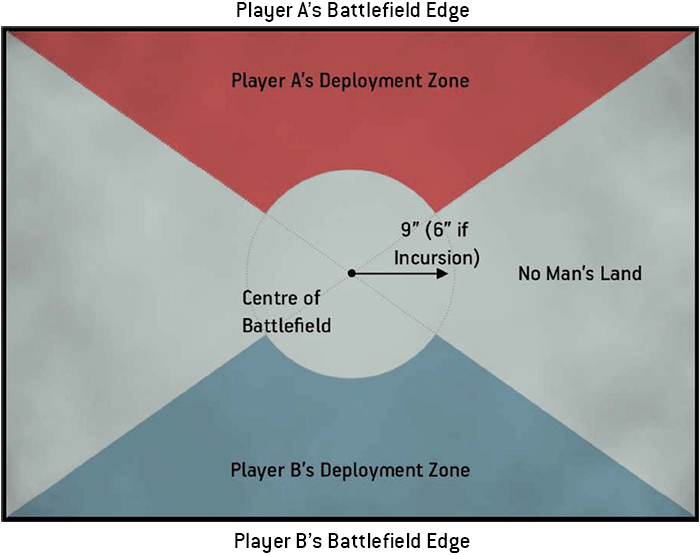 Player A's Battlefield Edge
Player A's Deployment Zone
9" (6" if
Incursion)
No Man's Land
Centre of
Battlefield
Player B's Deployment Zone
Player B's Battlefield Edge